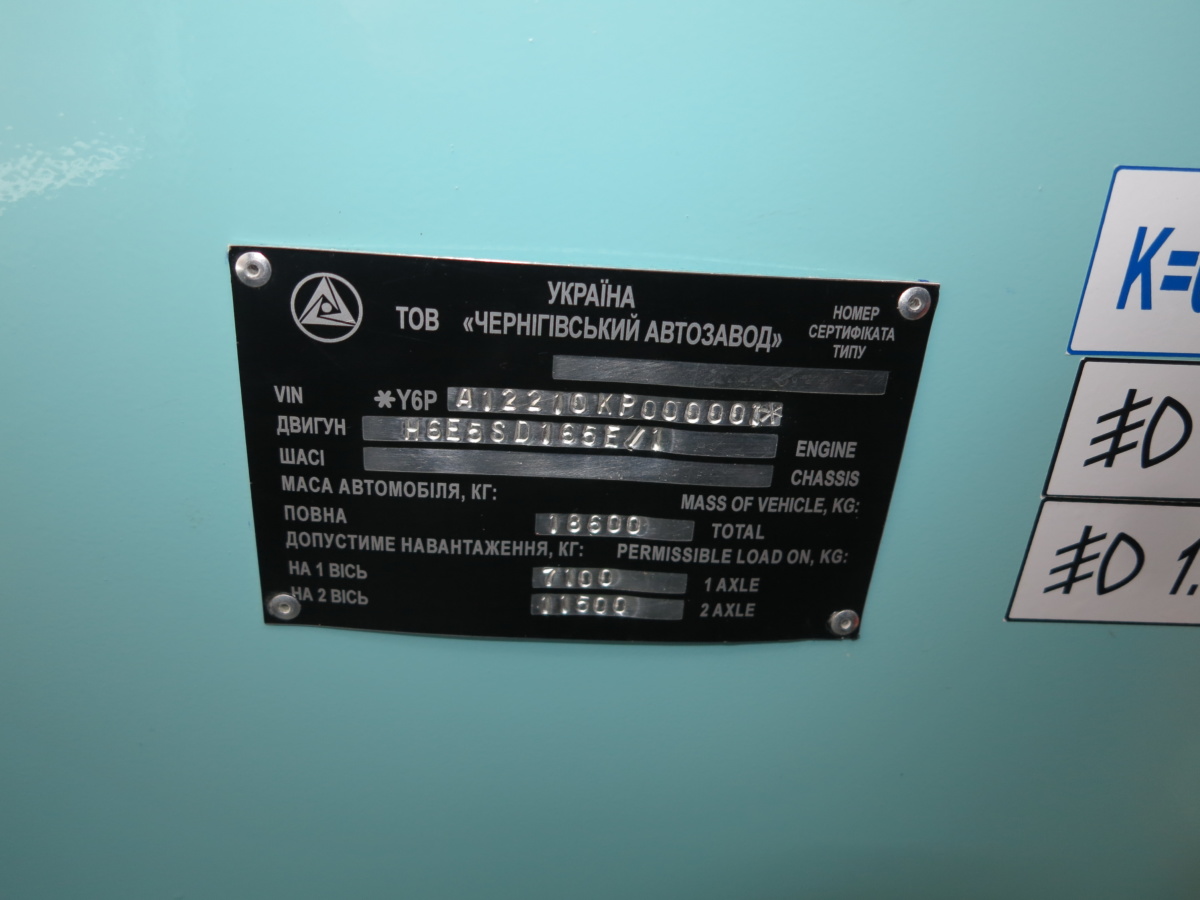 УКРАЇНА
ТОВ «ЧЕРНІГІВСЬКИЙ АВТОЗАВОД»
НОМЕР
СЕРТИФІКАТА
ТИПУ
VIN *Y6P A12210KP000001*
ДВИГУН H6E5SD165E/1 ENGINE
ШАСІ CHASSIS
МАСА АВТОМОБІЛЯ, КГ: MASS OF VEHICLE, KG:
ПОВНА 18600 TOTAL
ДОПУСТИМЕ НАВАНТАЖЕННЯ, КГ: PERMISSIBLE LOAD ON, KG:
НА 1 ВІСЬ 7100 1 AXLE
НА 2 ВІСЬ 11500 2 AXLE
K=
1.